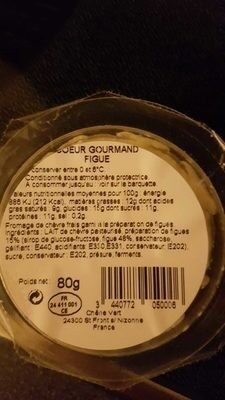 COEUR GOURMAND
FIGUE
conserver entre 0 et 8°C.
Conditionné sous atmosphère protectrice
A consommer jusqu'au : voir sur la barquette.
Valeurs nutritionnelles moyennes pour 100g : énergie
886 KJ (212 Kcal), matières grasses : 12g dont acides
gras saturés : 9g, glucides : 15g dont sucres : 11g,
protéines : 11g, sel : 0.2g.
Fromage de chèvre frais garni à la préparation de figues
Ingrédients : LAIT de chèvre pasteurisé, préparation de figues
15% (sirop de glucose-fructose, figue 48%, saccharose,
gélifiant : E440, acidifiants : E330,E331, conservateur : E202),
sucre, conservateur : E202), présure, ferments.
Poids net : 80g
FR
24 411 001
CE
3 440772 050006
Chêne Vert
24300 St Front s/ Nizonne
France